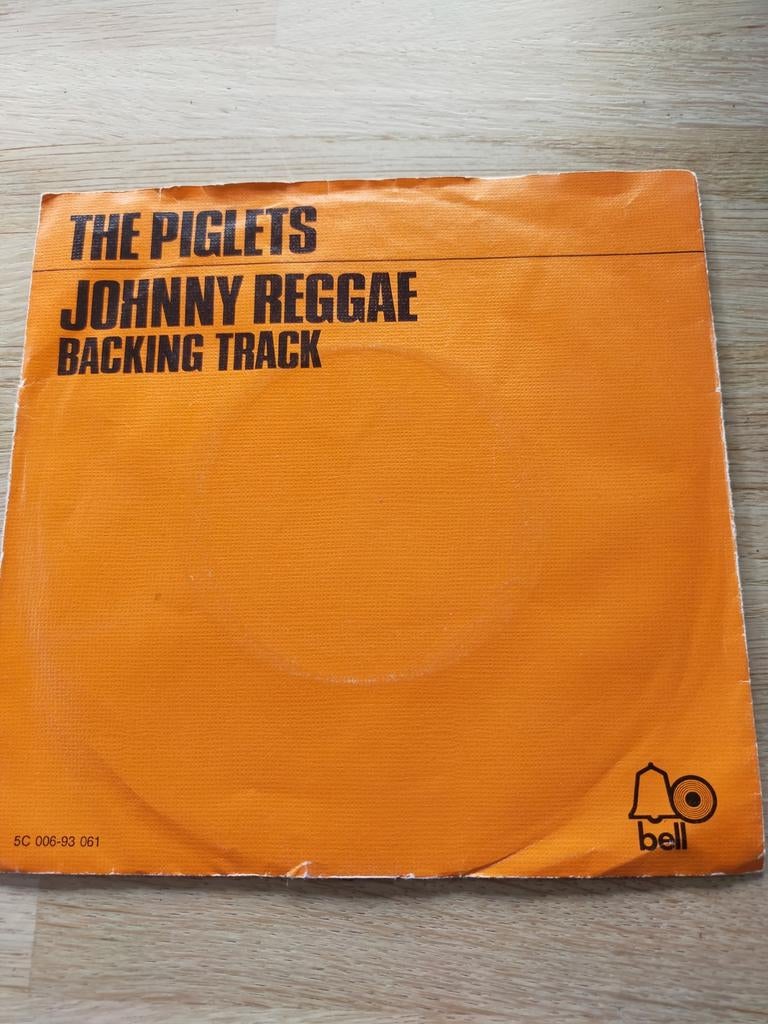 THE PIGLETS
JOHNNY REGGAE
BACKING TRACK
5C 006-93 061
bell